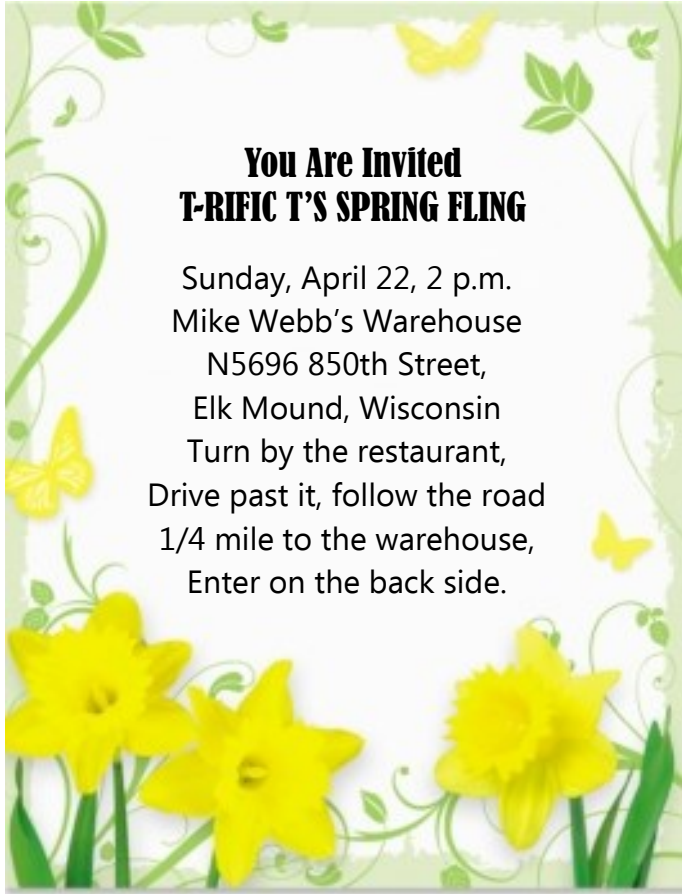 You Are Invited
T-RIFIC T'S SPRING FLING
Sunday, April 22, 2 p.m.
Mike Webb's Warehouse
N5696 850th Street,
Elk Mound, Wisconsin
Turn by the restaurant,
Drive past it, follow the road
1/4 mile to the warehouse,
Enter on the back side.